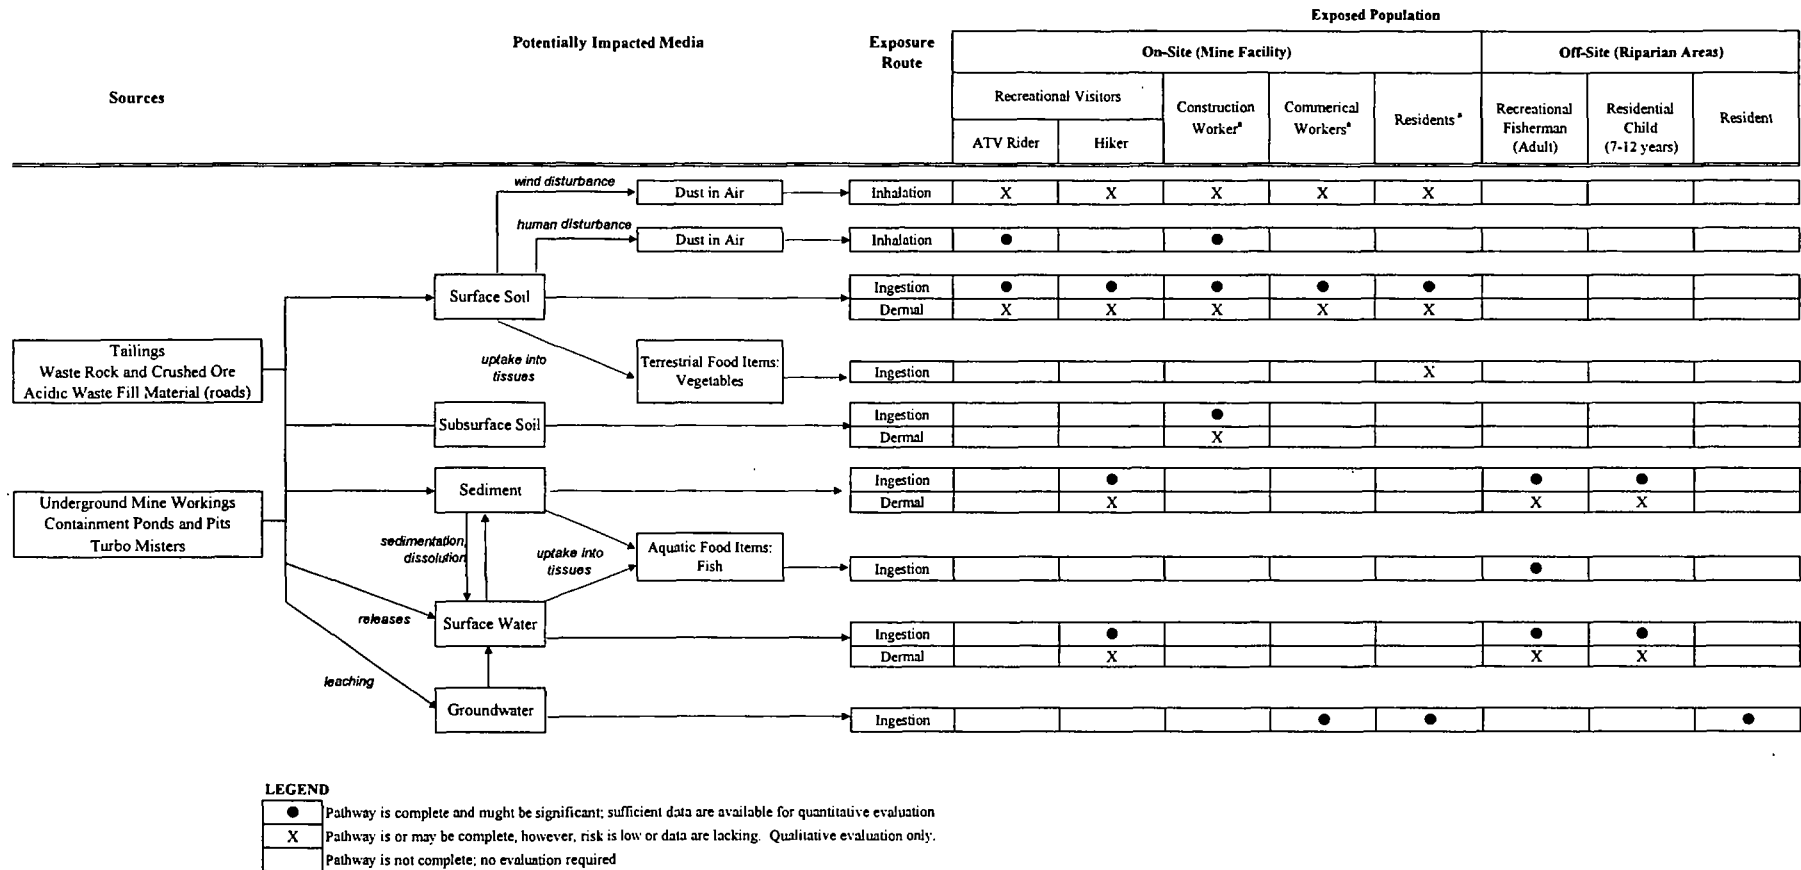 Exposed Population
Potentially Impacted Media
Exposure
Route
On-Site (Mine Facility)
Off-Site (Riparian Areas)
Sources
Recreational Visitors
Construction
Worker a
Commerical
Workers a
Residents a
Recreational
Fisherman
(Adult)
Residential
Child
(7-12 years)
Resident
ATV Rider
Hiker
wind disturbance
Dust in Air
Inhalation X X X X X
human disturbance
Dust in Air
Inhalation ● ●
Surface Soil
Ingestion ● ● ● ● ●
Dermal X X X X X
Tailings
Waste Rock and Crushed Ore
Acidic Waste Fill Material (roads)
uptake into
tissues
Terrestrial Food Items:
Vegetables
Ingestion X
Subsurface Soil
Ingestion ●
Dermal X
Sediment
Ingestion ● ● ●
Dermal X X X
Underground Mine Workings
Containment Ponds and Pits
Turbo Misters
sedimentation,
dissolution
uptake into
tissues
Aquatic Food Items:
Fish
Ingestion ●
releases
Surface Water
Ingestion ● ● ●
Dermal X X X
leaching
Groundwater
Ingestion ● ● ●
LEGEND
● Pathway is complete and might be significant; sufficient data are available for quantitative evaluation
X Pathway is or may be complete, however, risk is low or data are lacking. Qualitative evaluation only.
Pathway is not complete; no evaluation required